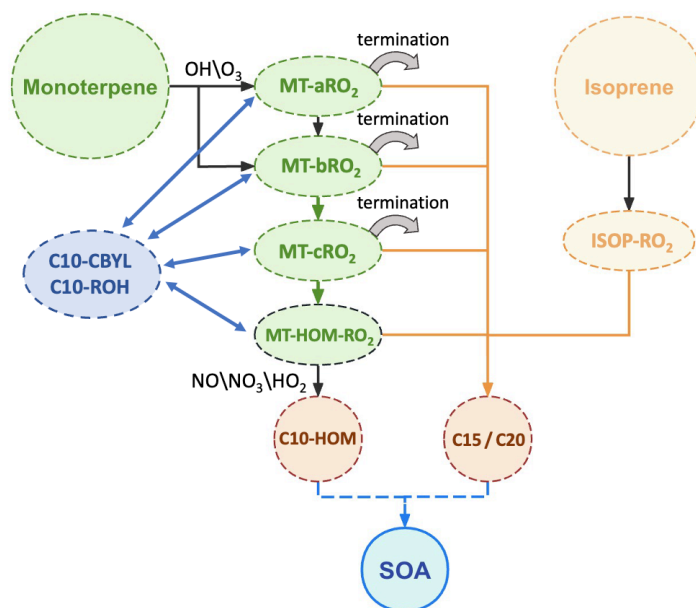 termination
Monoterpene
OH\O₃
MT-aRO₂
Isoprene
termination
MT-bRO₂
termination
C10-CBYL
C10-ROH
MT-cRO₂
ISOP-RO₂
MT-HOM-RO₂
NO\NO₃\HO₂
C10-HOM
C15 / C20
SOA